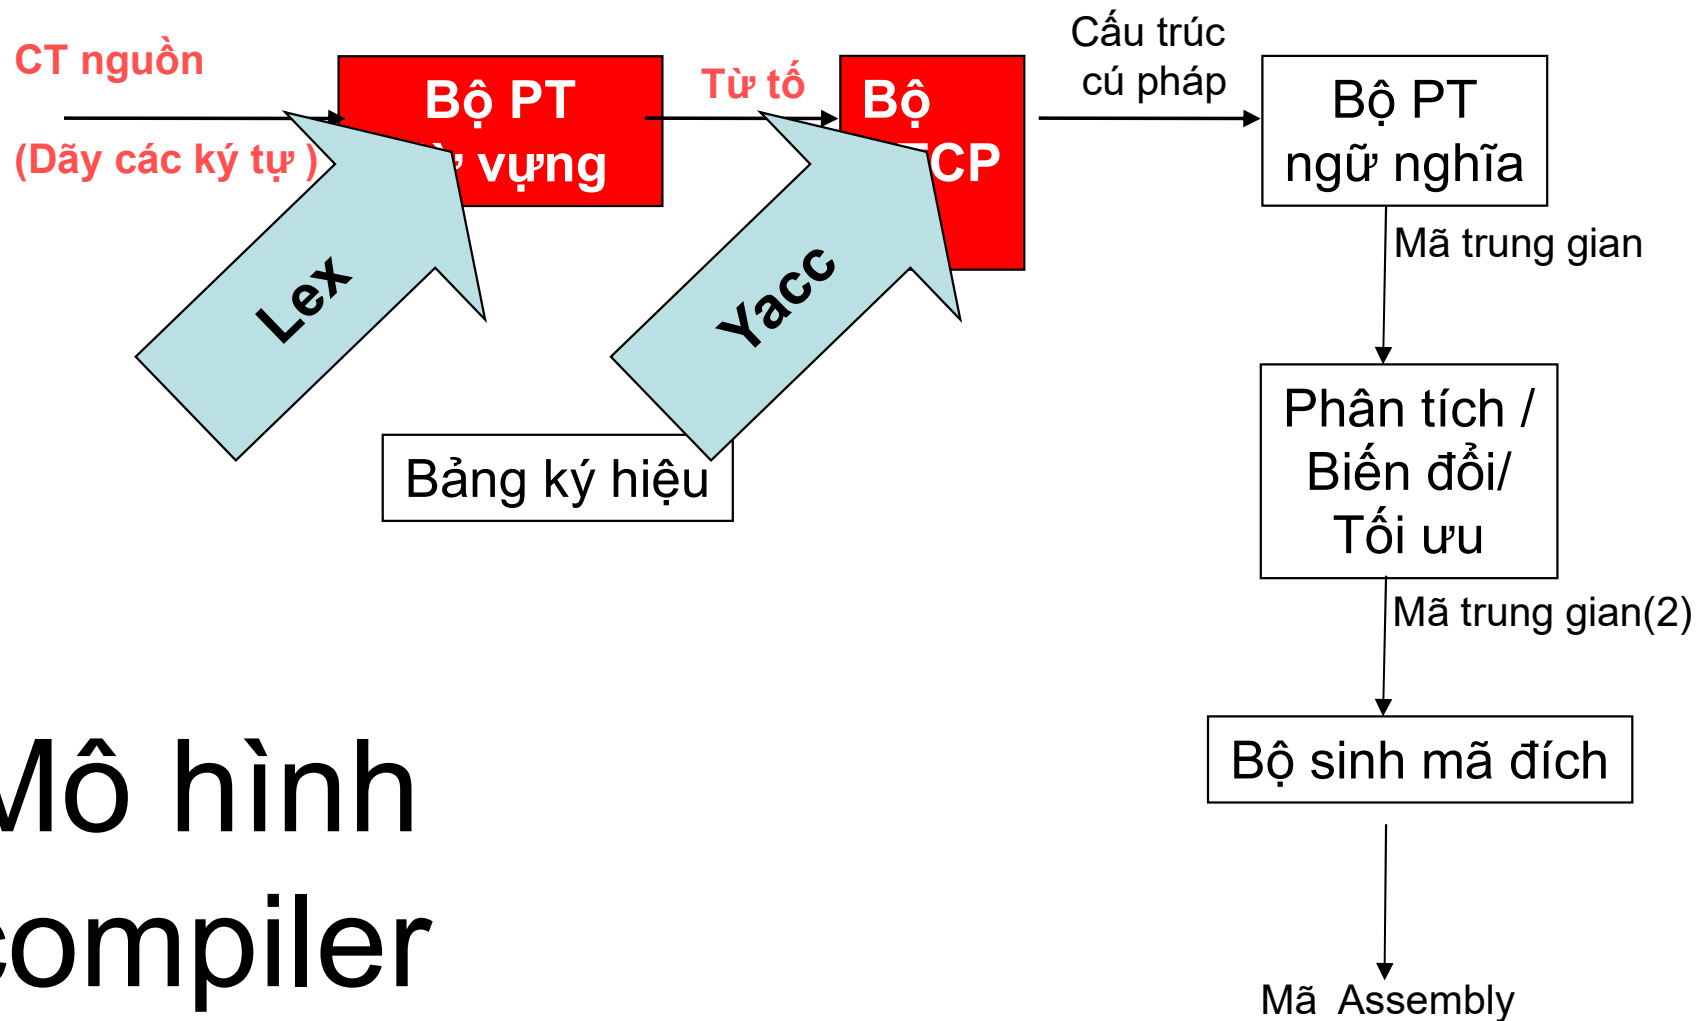 CT nguồn
(Dãy các ký tự )
Bộ PT
vựng
Từ tố
Bộ
CP
Cấu trúc
cú pháp
Bộ PT
ngữ nghĩa
Lex
Yacc
Mã trung gian
Bảng ký hiệu
Phân tích /
Biến đổi/
Tối ưu
Mã trung gian(2)
Bộ sinh mã đích
Mô hình
compiler
Mã Assembly